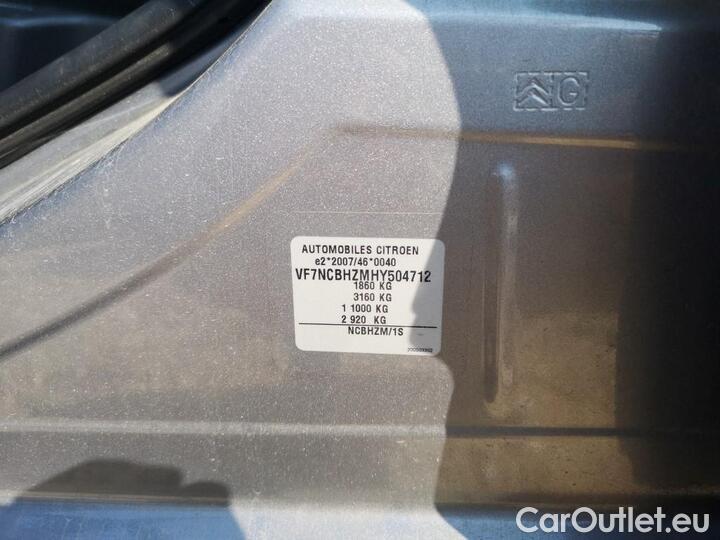 G
AUTOMOBILES CITROEN
e2*2007/46*0040
VF7NCBHZMHY504712
1860 KG
3160 KG
1 1000 KG
2 920 KG
NCBHZM/1S
CarOutlet.eu